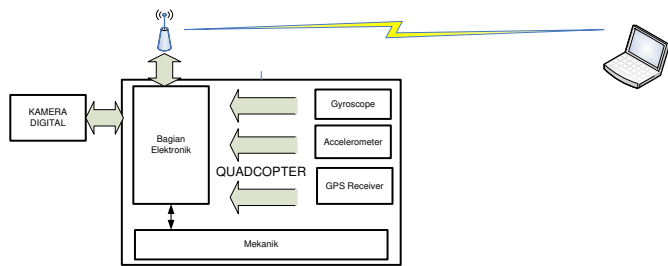 KAMERA
DIGITAL
Bagian
Elektronik
Gyroscope
Accelerometer
QUADCOPTER
GPS Receiver
Mekanik